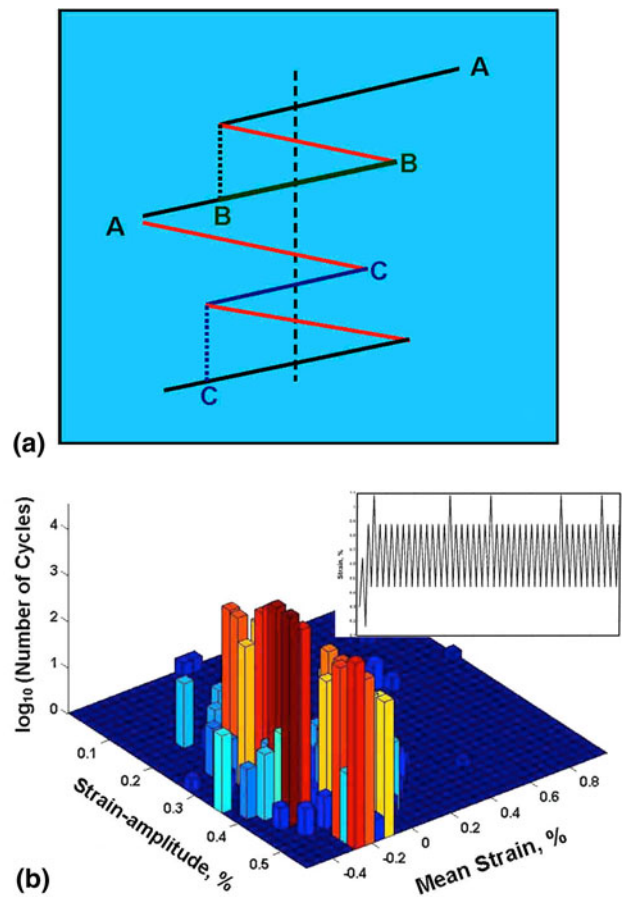 A
B
B
A
C
C
(a)
log₁₀ (Number of Cycles)
4
3
2
1
0
0.1
0.2
0.3
0.4
0.5
Strain-amplitude, %
-0.4
-0.2
0
0.2
0.4
0.6
0.8
Mean Strain, %
Strain, %
(b)